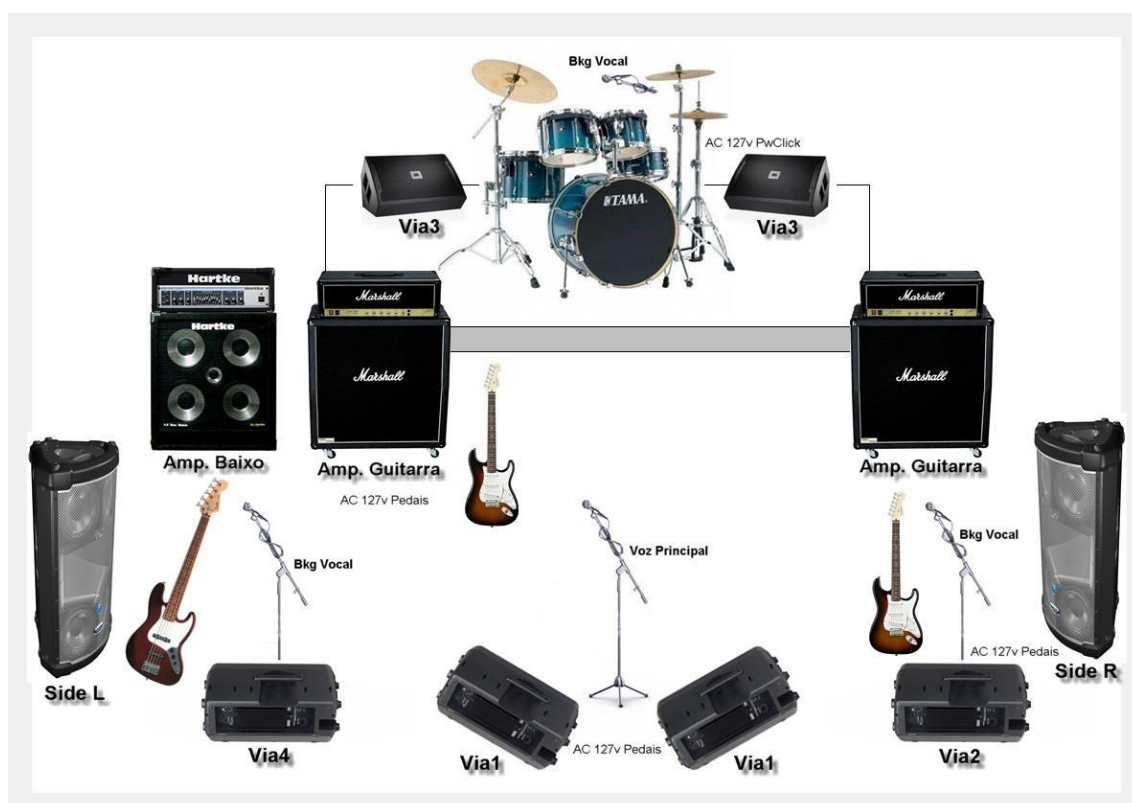 Bkg Vocal
TAMA
AC 127v PwClick
Via3
Via3
Hartke
Hartke
Hartke
Marshall
Marshall
Marshall
Marshall
Amp. Baixo
Amp. Guitarra
Amp. Guitarra
AC 127v Pedais
Bkg Vocal
Voz Principal
Bkg Vocal
AC 127v Pedais
Side L
Side R
AC 127v Pedais
Via4
Via1
Via1
Via2